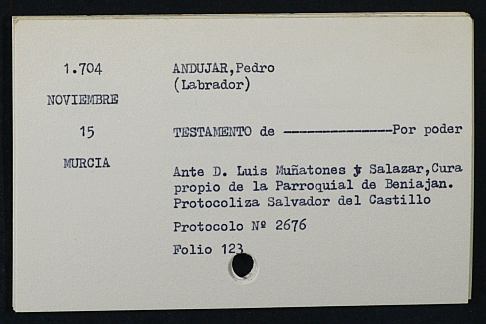 1.704
NOVIEMBRE
15
MURCIA
ANDUJAR,Pedro
(Labrador)
TESTAMENTO de ---------------Por poder
Ante D. Luis Muñatones y Salazar,Cura
propio de la Parroquial de Beniajan.
Protocoliza Salvador del Castillo
Protocolo Nº 2676
Folio 123